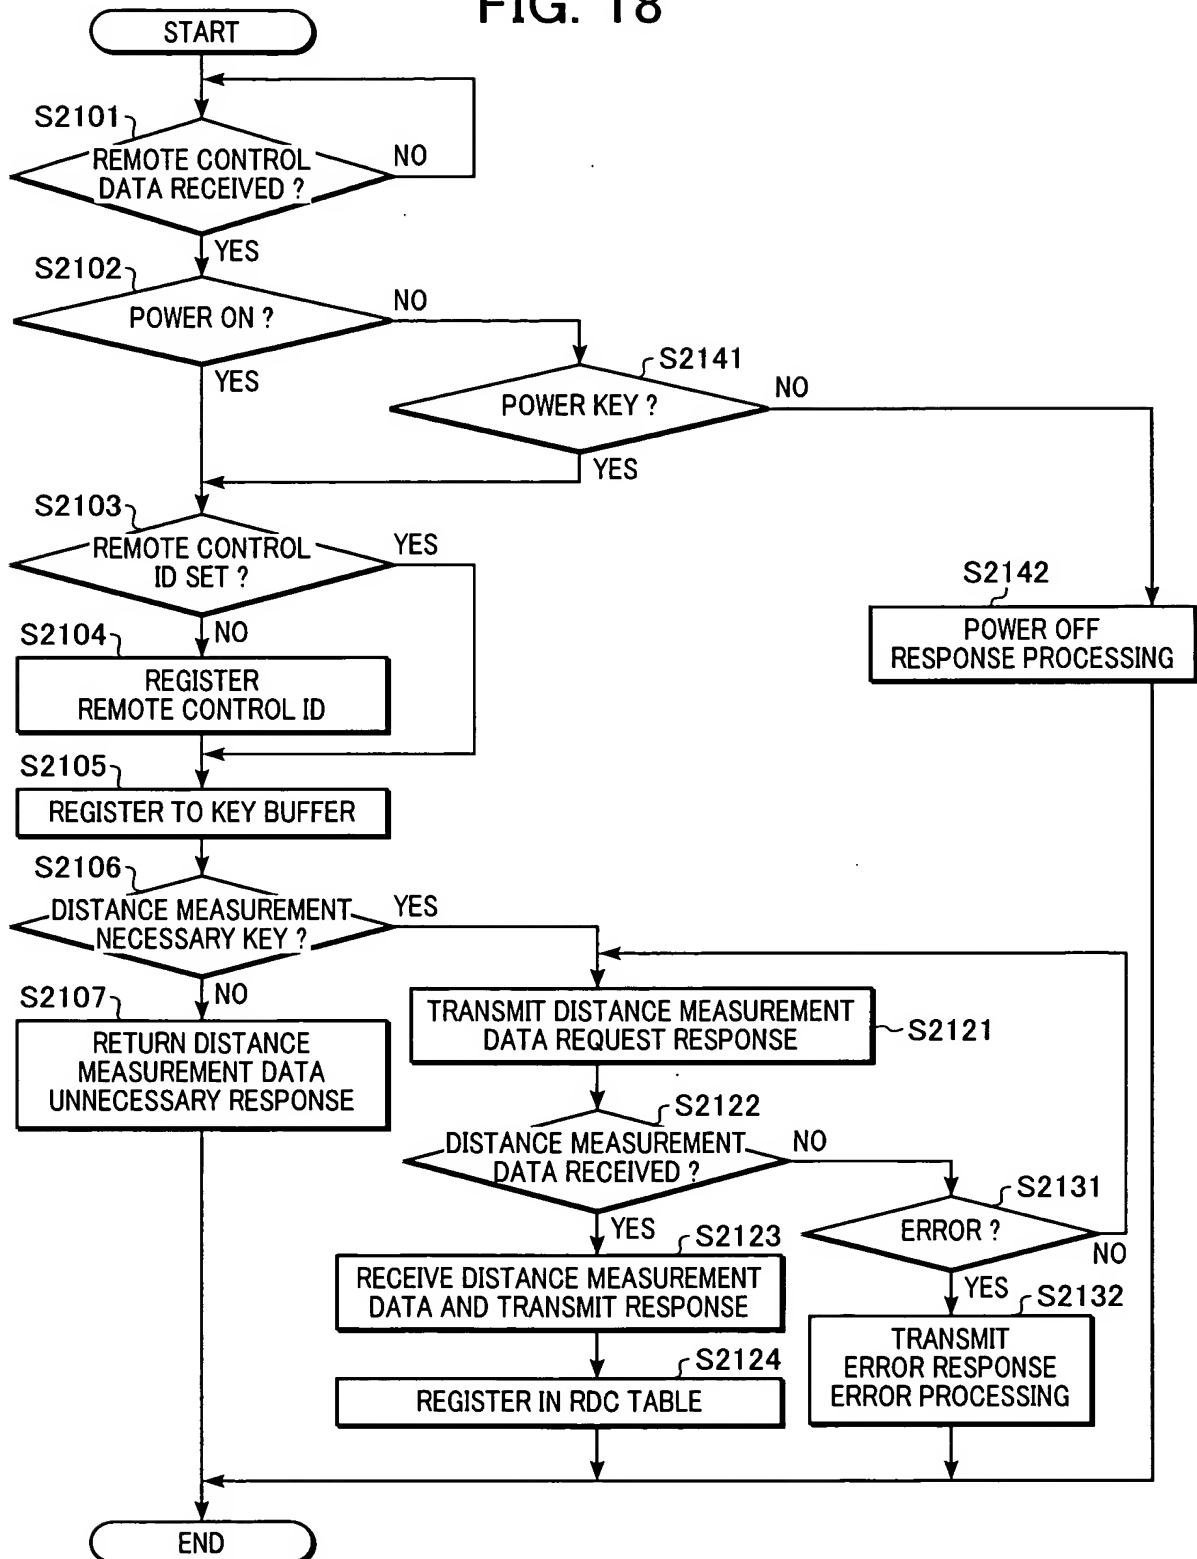 FIG. 18
START
S2101
REMOTE CONTROL
DATA RECEIVED ?
NO
YES
S2102
POWER ON ?
NO
YES
S2141
POWER KEY ?
NO
YES
S2103
REMOTE CONTROL
ID SET ?
YES
NO
S2142
POWER OFF
RESPONSE PROCESSING
S2104
REGISTER
REMOTE CONTROL ID
S2105
REGISTER TO KEY BUFFER
S2106
DISTANCE MEASUREMENT
NECESSARY KEY ?
YES
NO
S2107
RETURN DISTANCE
MEASUREMENT DATA
UNNECESSARY RESPONSE
TRANSMIT DISTANCE MEASUREMENT
DATA REQUEST RESPONSE
S2121
S2122
DISTANCE MEASUREMENT
DATA RECEIVED ?
NO
YES
S2131
ERROR ?
NO
YES
S2123
RECEIVE DISTANCE MEASUREMENT
DATA AND TRANSMIT RESPONSE
S2132
TRANSMIT
ERROR RESPONSE
ERROR PROCESSING
S2124
REGISTER IN RDC TABLE
END